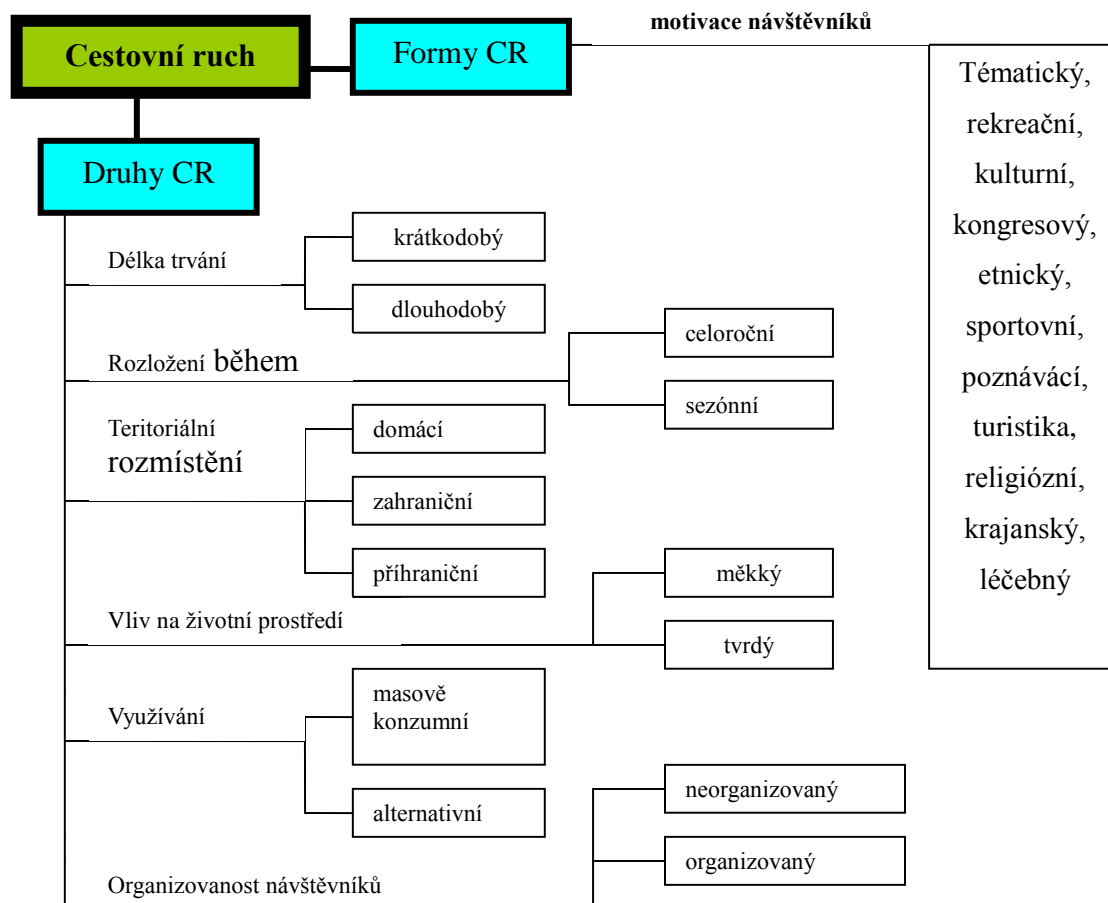 motivace návštěvníků
Cestovní ruch
Formy CR
Tématický,
rekreační,
kulturní,
kongresový,
etnický,
sportovní,
poznávácí,
turistika,
religiózní,
krajanský,
léčebný
Druhy CR
Délka trvání
krátkodobý
dlouhodobý
Rozložení během
celoroční
sezónní
Teritoriální
rozmístění
domácí
zahraniční
příhraniční
Vliv na životní prostředí
měkký
tvrdý
Využívání
masově
konzumní
alternativní
Organizovanost návštěvníků
neorganizovaný
organizovaný